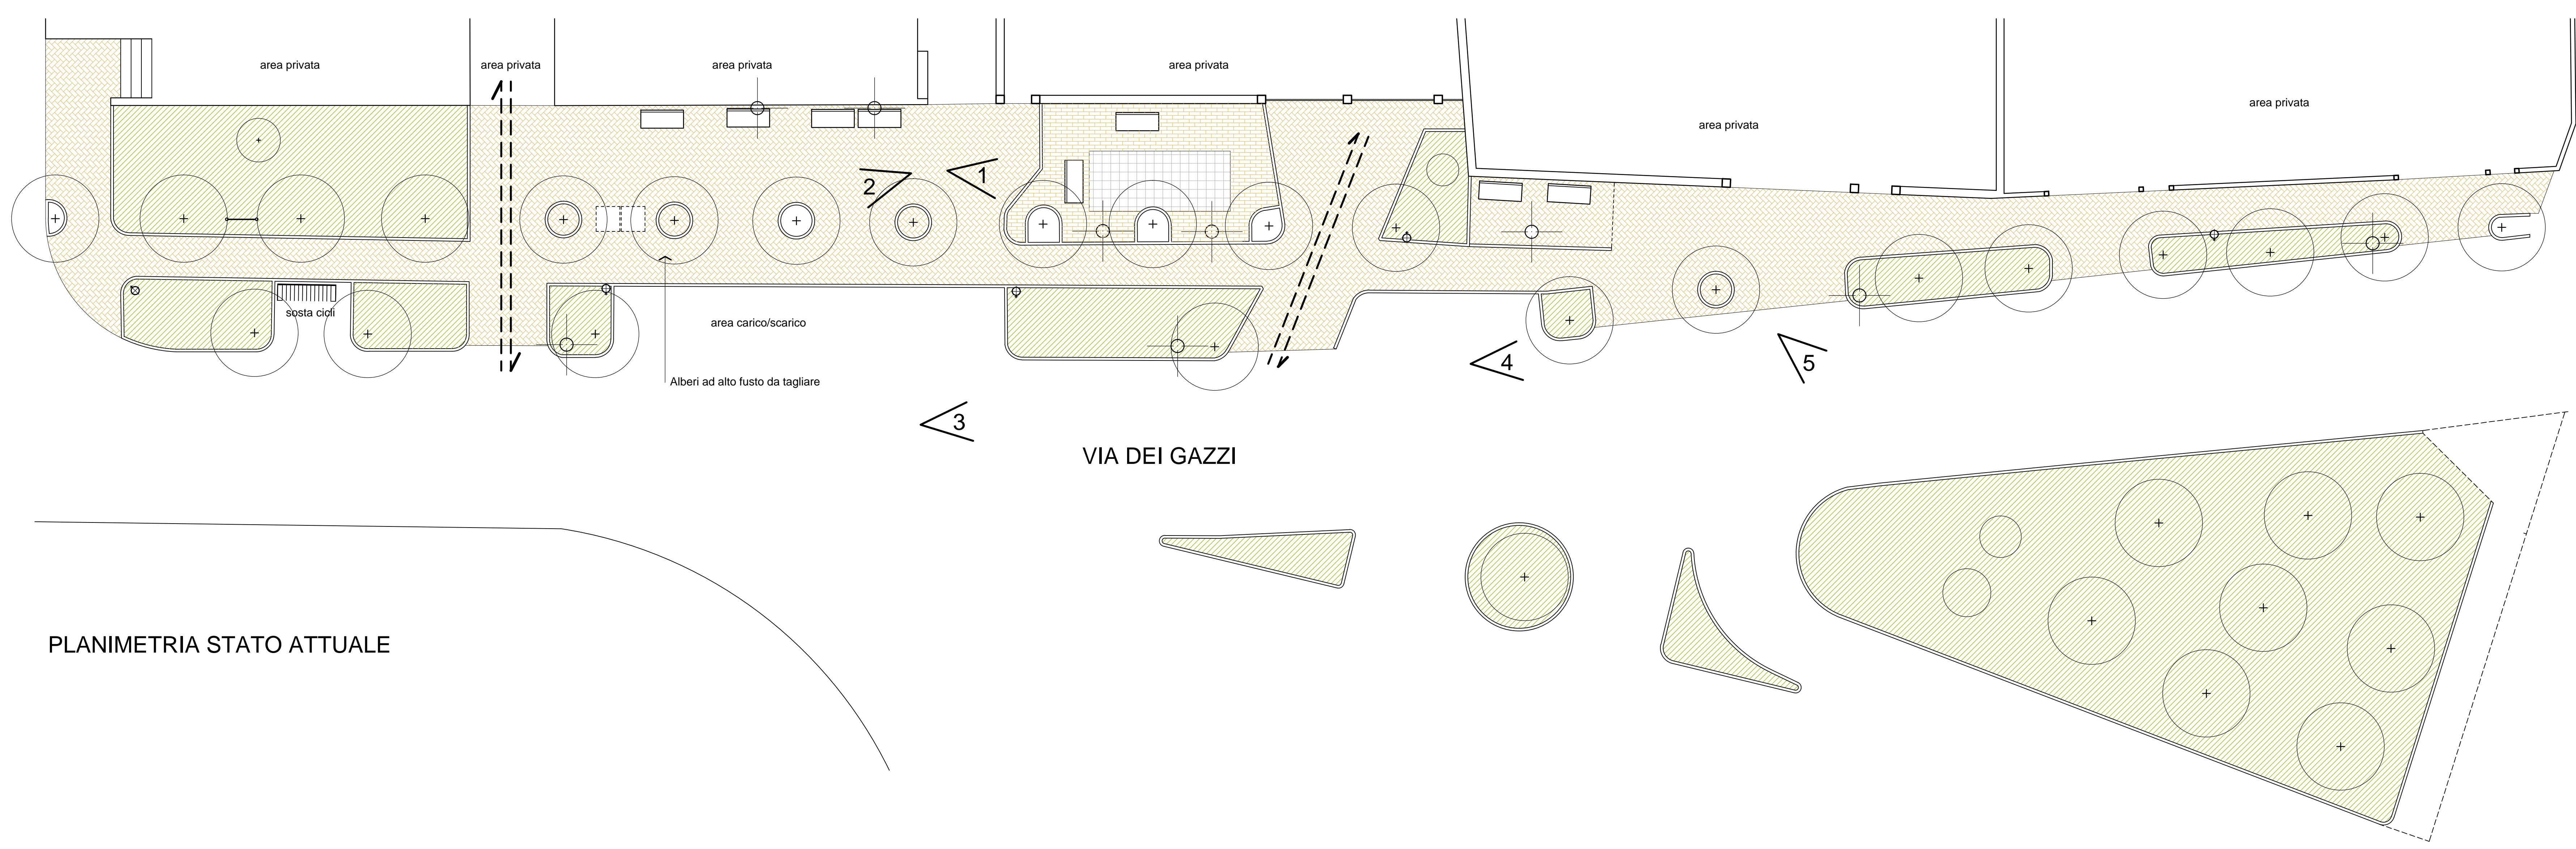 area privata
area privata
area privata
area privata
area privata
area privata
2
1
sosta cicli
area carico/scarico
4
5
Alberi ad alto fusto da tagliare
3
VIA DEI GAZZI
PLANIMETRIA STATO ATTUALE